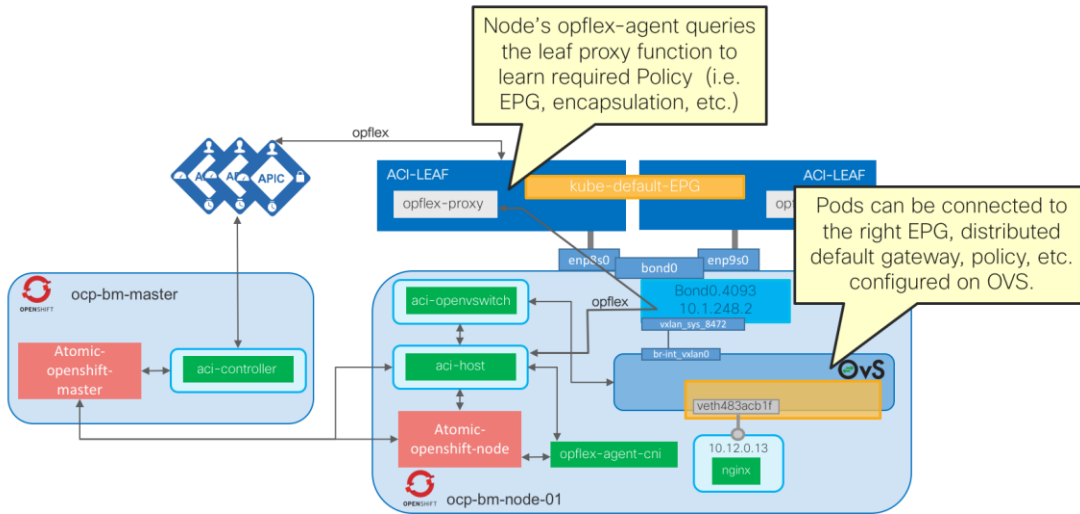 Node's opflex-agent queries
the leaf proxy function to
learn required Policy (i.e.
EPG, encapsulation, etc.)
opflex
APIC
ACI-LEAF
ACI-LEAF
kube-default-EPG
opflex-proxy
Pods can be connected to
the right EPG, distributed
default gateway, policy, etc.
configured on OVS.
enp8s0
enp9s0
bond0
OPENSHIFT
ocp-bm-master
aci-openvswitch
opflex
Bond0.4093
10.1.248.2
vxlan_sys_8472
br-int_vxlan0
Atomic-
openshift-
master
aci-controller
aci-host
OvS
veth483acb1f
Atomic-
openshift-node
opflex-agent-cni
10.12.0.13
nginx
OPENSHIFT
ocp-bm-node-01